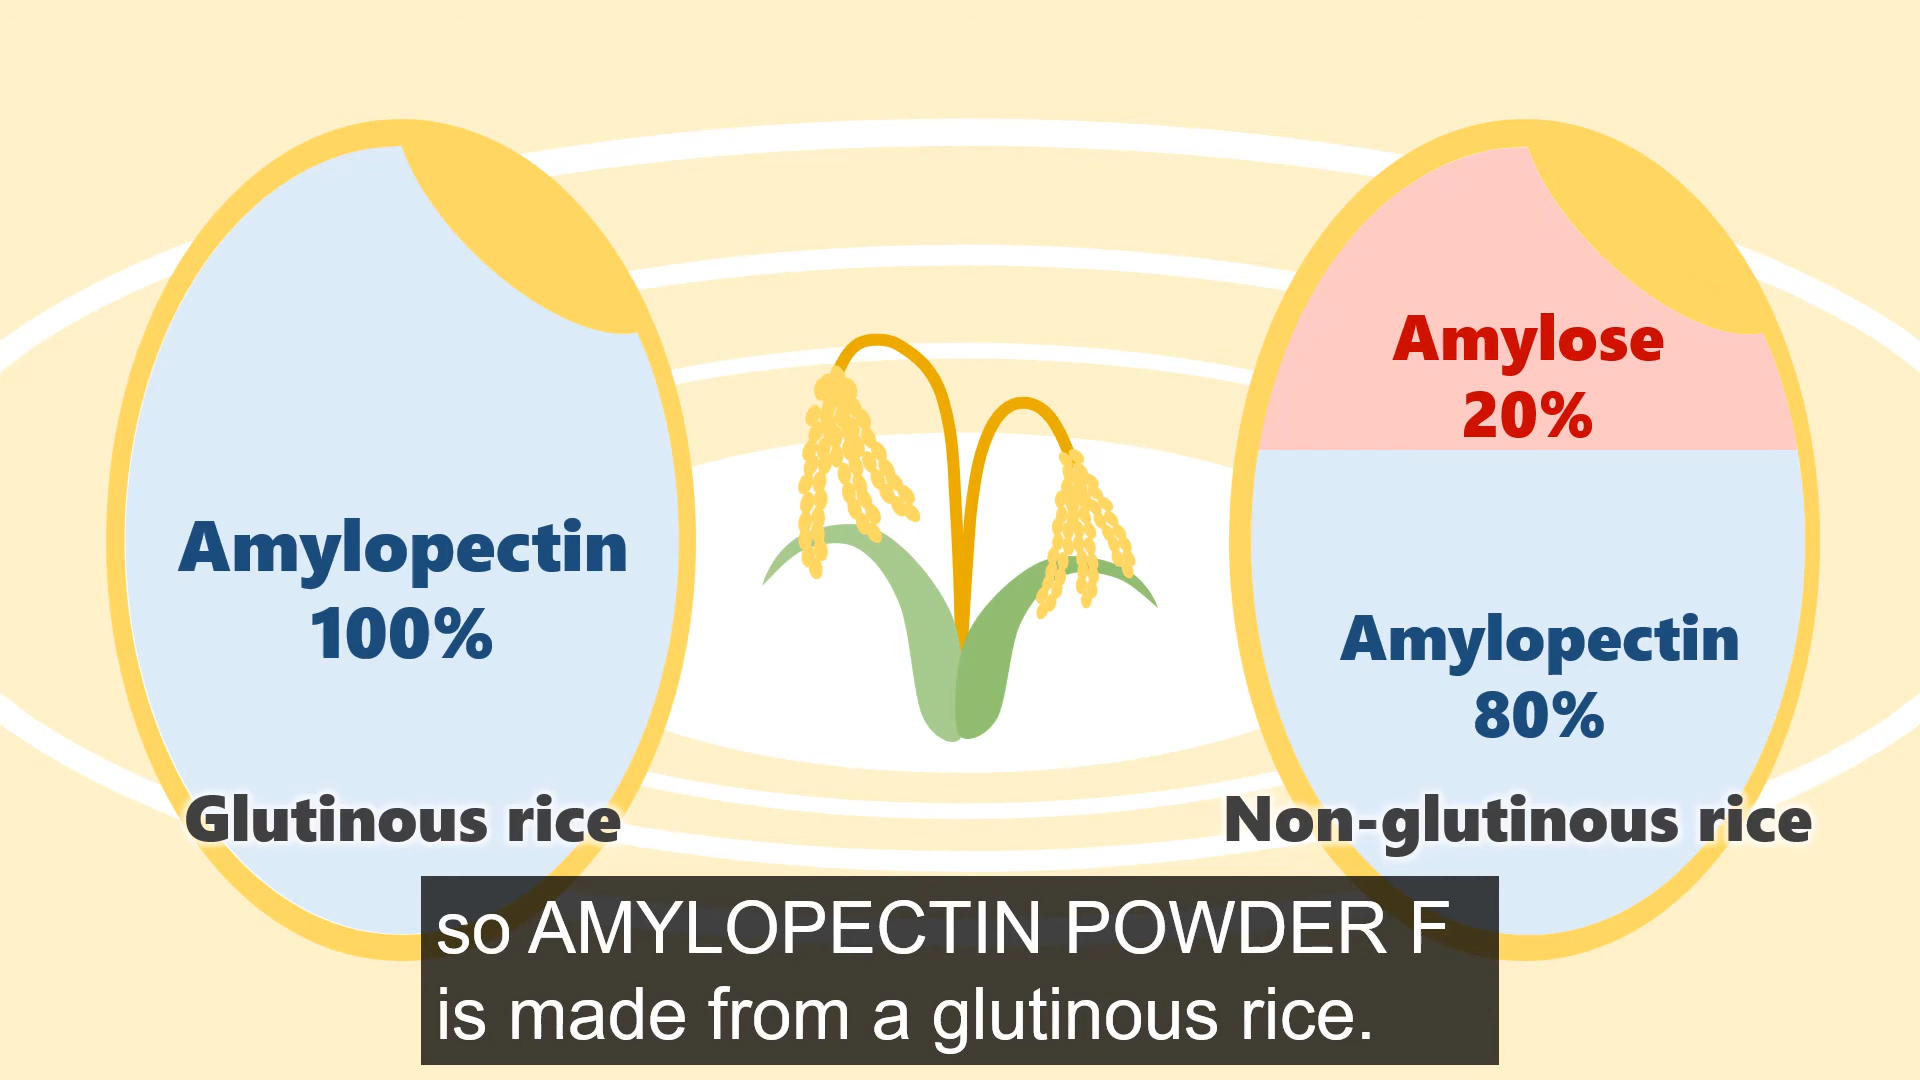 Amylopectin
100%
Glutinous rice
Amylose
20%
Amylopectin
80%
Non-glutinous rice
so AMYLOPECTIN POWDER F
is made from a glutinous rice.